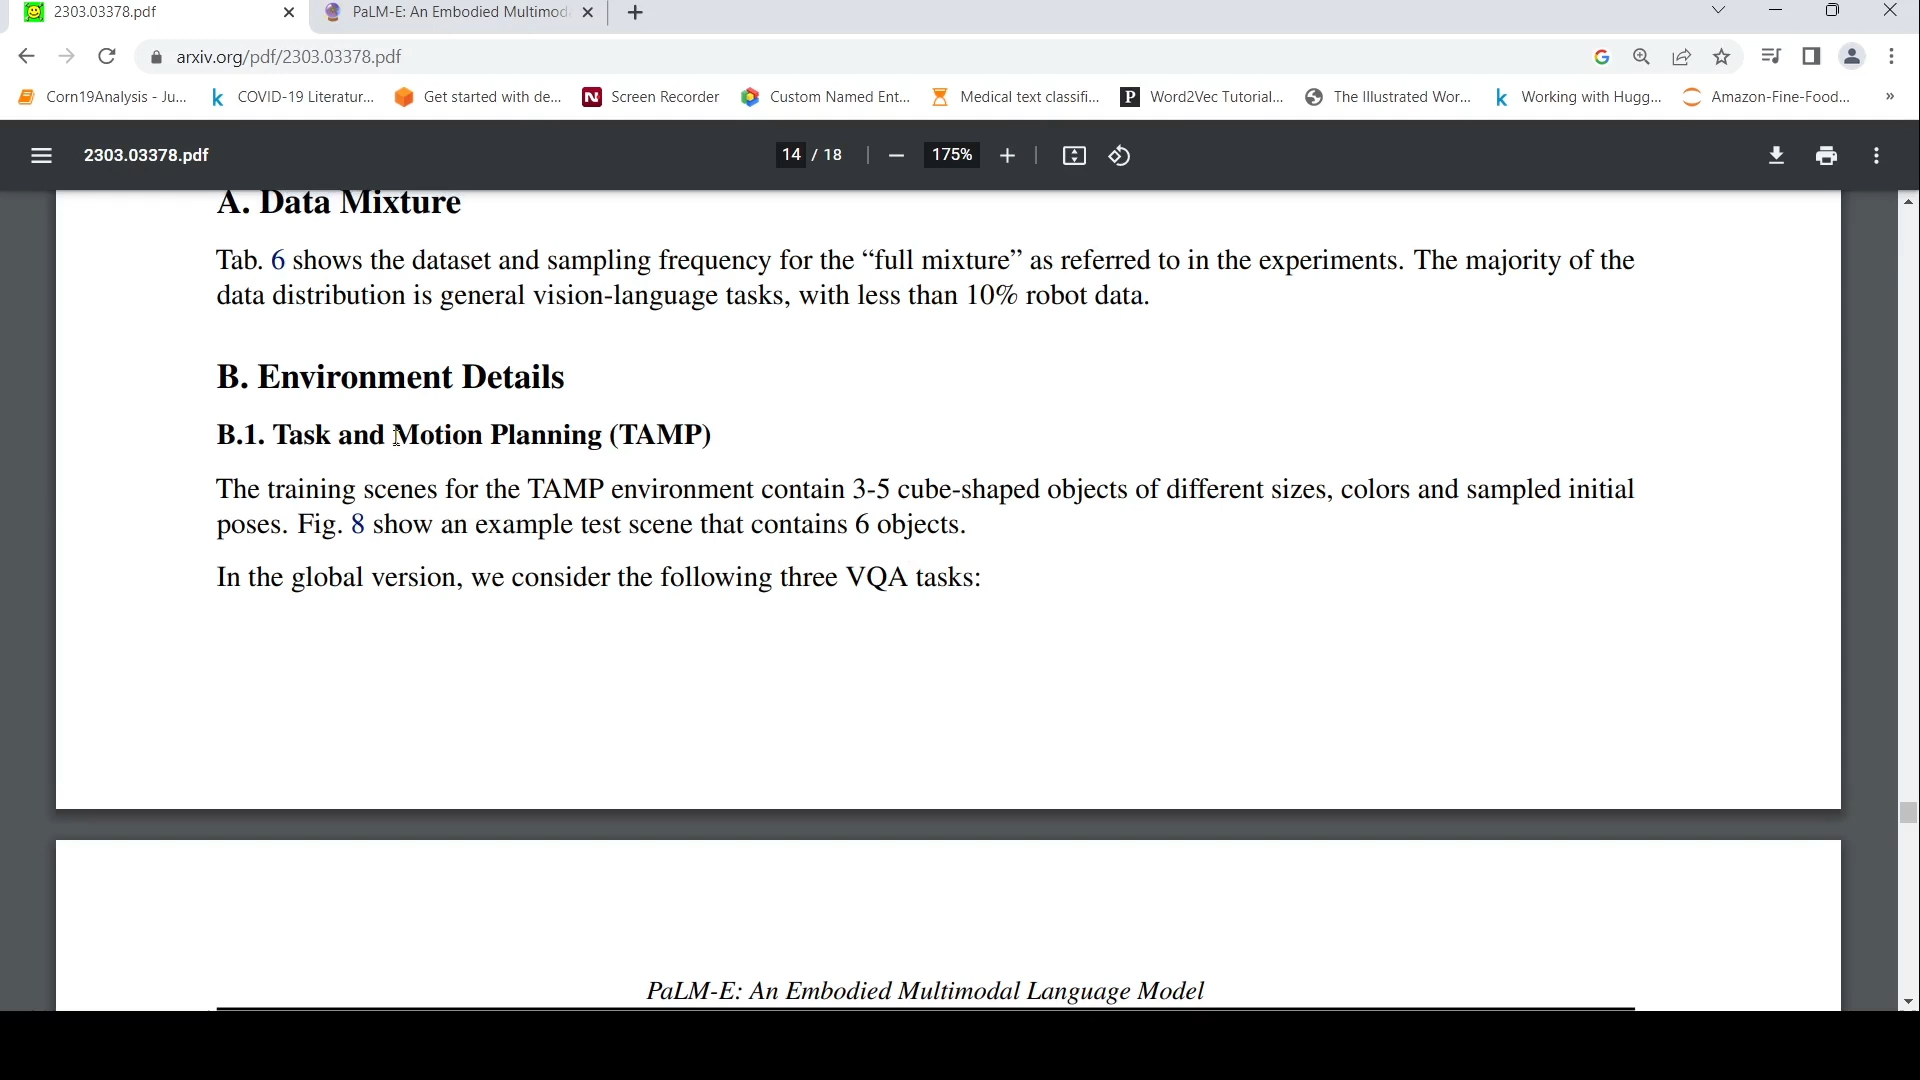 2303.03378.pdf
PaLM-E: An Embodied Multimod
arxiv.org/pdf/2303.03378.pdf
Corn19Analysis - Ju...
COVID-19 Literatur...
Get started with de...
Screen Recorder
Custom Named Ent...
Medical text classifi...
Word2Vec Tutorial...
The Illustrated Wor...
Working with Hugg...
Amazon-Fine-Food...
»
2303.03378.pdf
14 / 18
175%
A. Data Mixture
Tab. 6 shows the dataset and sampling frequency for the “full mixture” as referred to in the experiments. The majority of the
data distribution is general vision-language tasks, with less than 10% robot data.
B. Environment Details
B.1. Task and Motion Planning (TAMP)
The training scenes for the TAMP environment contain 3-5 cube-shaped objects of different sizes, colors and sampled initial
poses. Fig. 8 show an example test scene that contains 6 objects.
In the global version, we consider the following three VQA tasks:
PaLM-E: An Embodied Multimodal Language Model